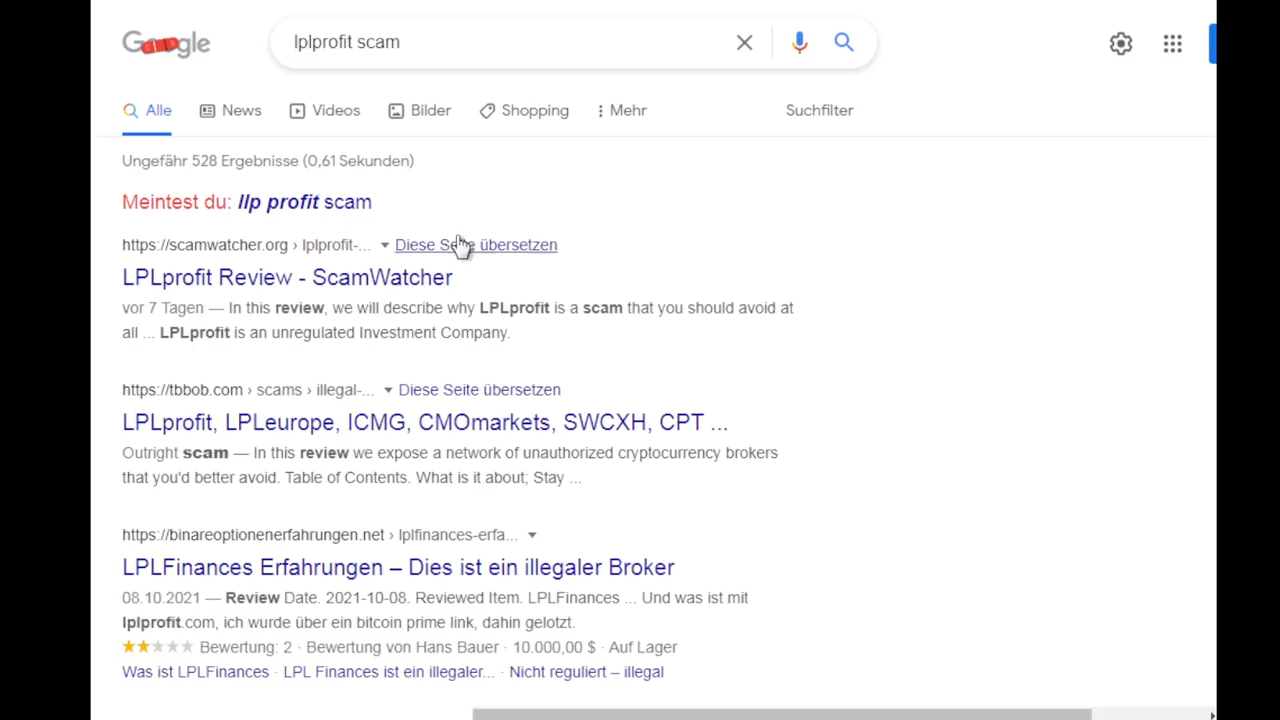 Google
lplprofit scam
Alle News Videos Bilder Shopping Mehr Suchfilter
Ungefähr 528 Ergebnisse (0,61 Sekunden)
Meintest du: llp profit scam
https://scamwatcher.org › lplprofit-... Diese Seite übersetzen
LPLprofit Review - ScamWatcher
vor 7 Tagen — In this review, we will describe why LPLprofit is a scam that you should avoid at
all ... LPLprofit is an unregulated Investment Company.
https://tbbob.com › scams › illegal-... Diese Seite übersetzen
LPLprofit, LPLeurope, ICMG, CMOmarkets, SWCXH, CPT ...
Outright scam — In this review we expose a network of unauthorized cryptocurrency brokers
that you'd better avoid. Table of Contents. What is it about; Stay ...
https://binareoptionenerfahrungen.net › lplfinances-erfa...
LPLFinances Erfahrungen – Dies ist ein illegaler Broker
08.10.2021 — Review Date. 2021-10-08. Reviewed Item. LPLFinances ... Und was ist mit
lplprofit.com, ich wurde über ein bitcoin prime link, dahin gelotzt.
Bewertung: 2 · Bewertung von Hans Bauer · 10.000,00 $ · Auf Lager
Was ist LPLFinances · LPL Finances ist ein illegaler... · Nicht reguliert – illegal